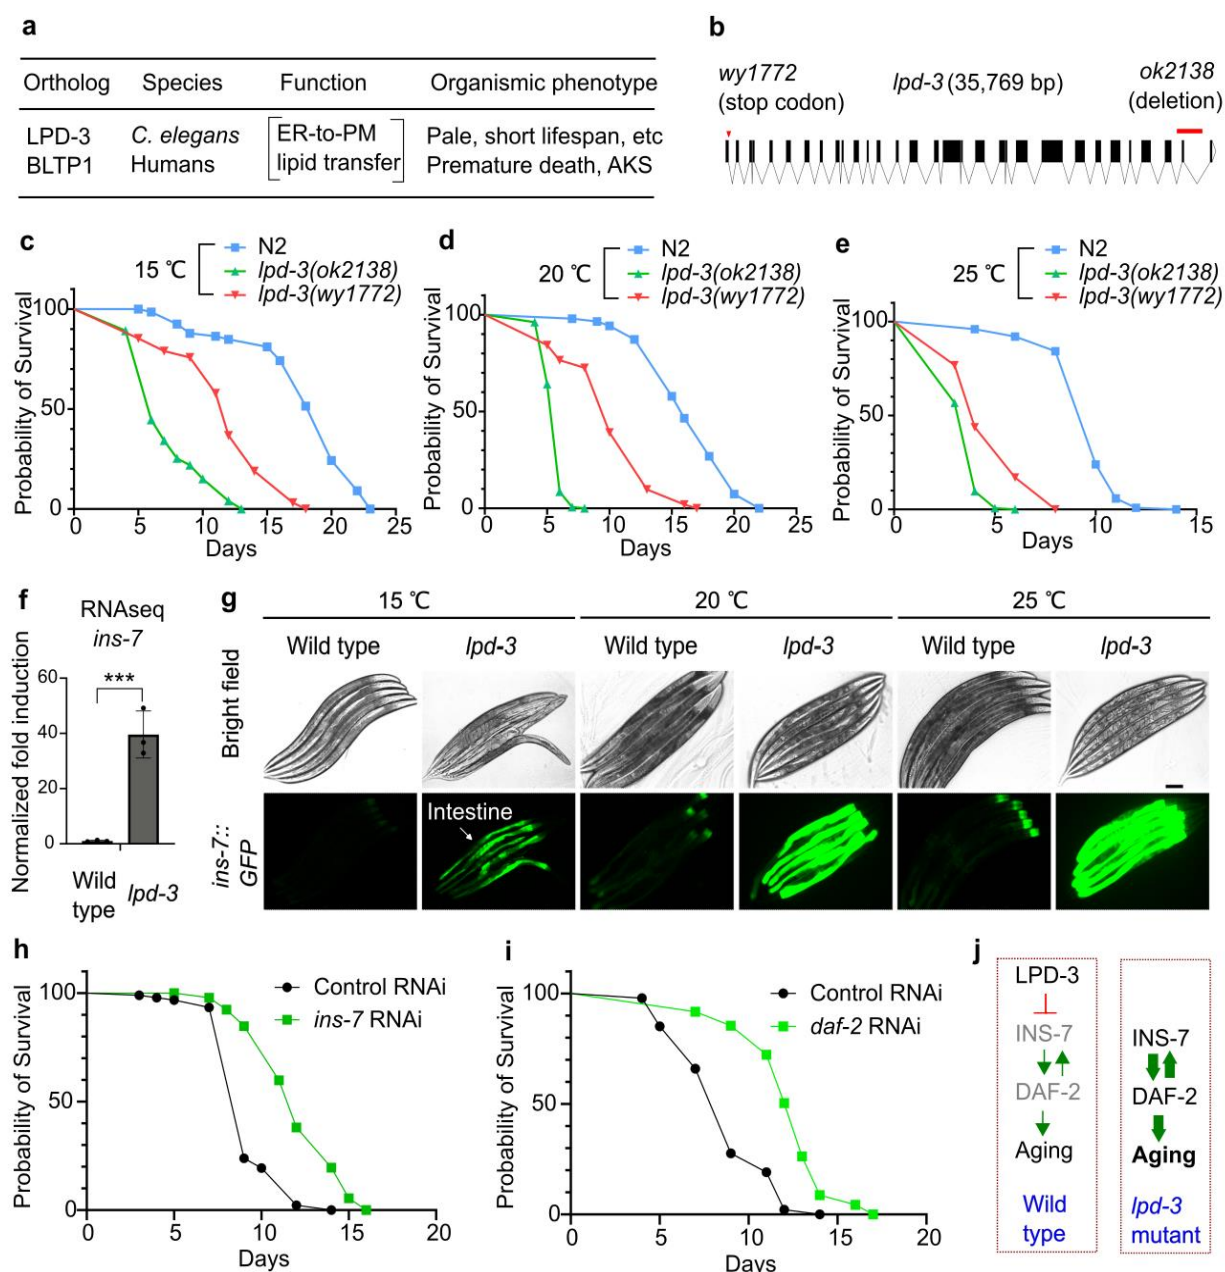 a
Ortholog Species Function Organismic phenotype
LPD-3 C. elegans ER-to-PM Pale, short lifespan, etc
BLTP1 Humans lipid transfer Premature death, AKS
b
wy1772 lpd-3 (35,769 bp) ok2138
(stop codon) (deletion)
c
15 ℃
N2
lpd-3(ok2138)
lpd-3(wy1772)
Probability of Survival
100
50
0
0 5 10 15 20 25
Days
d
20 ℃
N2
lpd-3(ok2138)
lpd-3(wy1772)
Probability of Survival
100
50
0
0 5 10 15 20 25
Days
e
25 ℃
N2
lpd-3(ok2138)
lpd-3(wy1772)
Probability of Survival
100
50
0
0 5 10 15
Days
f
RNAseq
ins-7
Normalized fold induction
60
40
20
0
***
Wild
type
lpd-3
g
15 ℃ 20 ℃ 25 ℃
Wild type lpd-3 Wild type lpd-3 Wild type lpd-3
Bright field
ins-7::
GFP
Intestine
h
Control RNAi
ins-7 RNAi
Probability of Survival
100
50
0
0 5 10 15 20
Days
i
Control RNAi
daf-2 RNAi
Probability of Survival
100
50
0
0 5 10 15 20
Days
j
LPD-3
INS-7
DAF-2
Aging
Wild
type
INS-7
DAF-2
Aging
lpd-3
mutant